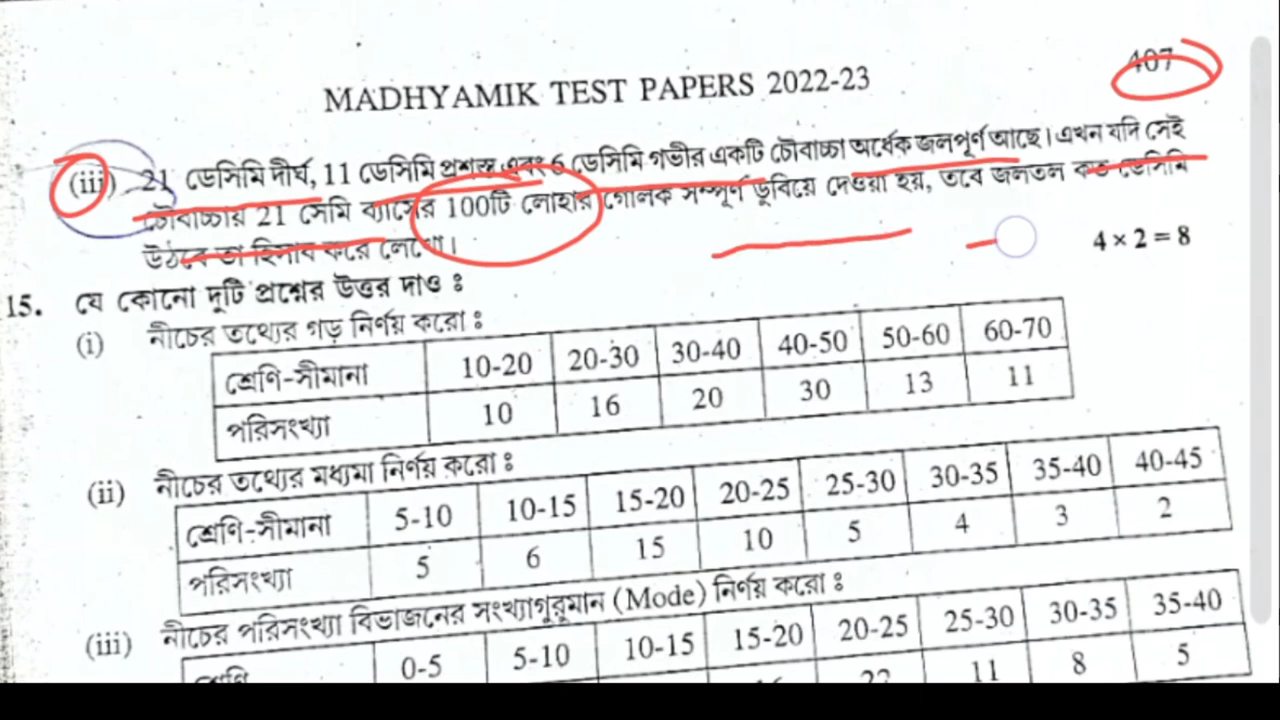 407
MADHYAMIK TEST PAPERS 2022-23
(iii) 21 ডেসিমি দীর্ঘ, 11 ডেসিমি প্রশস্ত এবং 6 ডেসিমি গভীর একটি চৌবাচ্চা অর্ধেক জলপূর্ণ আছে। এখন যদি সেই
চৌবাচ্চায় 21 সেমি ব্যাসের 100টি লোহার গোলক সম্পূর্ণ ডুবিয়ে দেওয়া হয়, তবে জলতল কত ডেসিমি
উঠবে তা হিসাব করে লেখো।
4 × 2 = 8
15. যে কোনো দুটি প্রশ্নের উত্তর দাও ঃ
(i) নীচের তথ্যের গড় নির্ণয় করো ঃ
শ্রেণি-সীমানা 10-20 20-30 30-40 40-50 50-60 60-70
পরিসংখ্যা 10 16 20 30 13 11
(ii) নীচের তথ্যের মধ্যমা নির্ণয় করো ঃ
শ্রেণি-সীমানা 5-10 10-15 15-20 20-25 25-30 30-35 35-40 40-45
পরিসংখ্যা 5 6 15 10 5 4 3 2
(iii) নীচের পরিসংখ্যা বিভাজনের সংখ্যাগুরুমান (Mode) নির্ণয় করো ঃ
শ্রেণি 0-5 5-10 10-15 15-20 20-25 25-30 30-35 35-40
11 8 5